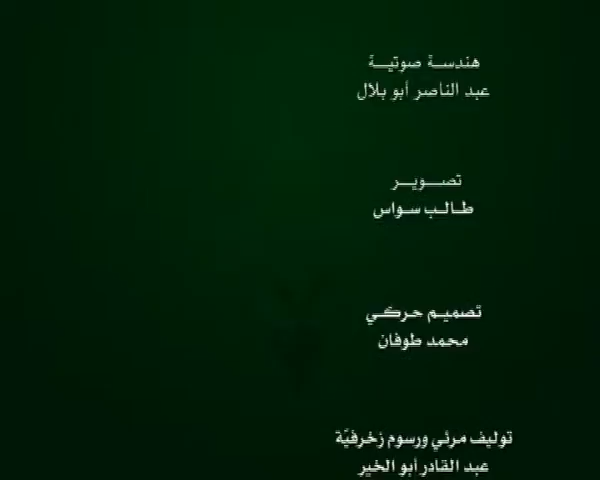 هندسة صوتية
عبد الناصر أبو بلال
تصوير
طالب سواس
تصميم حركي
محمد طوفان
توليف مرئي ورسوم زخرفيّة
عبد القادر أبو الخير